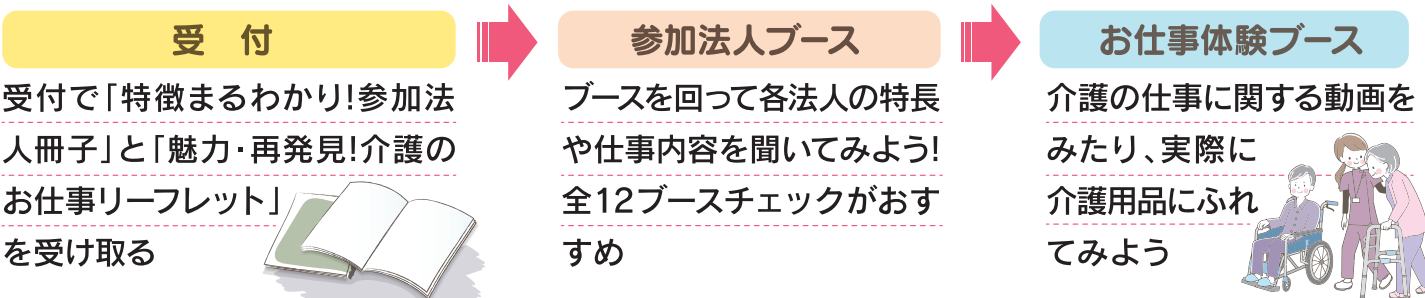 受　付
受付で「特徴まるわかり!参加法
人冊子」と「魅力・再発見!介護の
お仕事リーフレット」
を受け取る
参加法人ブース
ブースを回って各法人の特長
や仕事内容を聞いてみよう!
全12ブースチェックがおす
すめ
お仕事体験ブース
介護の仕事に関する動画を
みたり、実際に
介護用品にふれ
てみよう